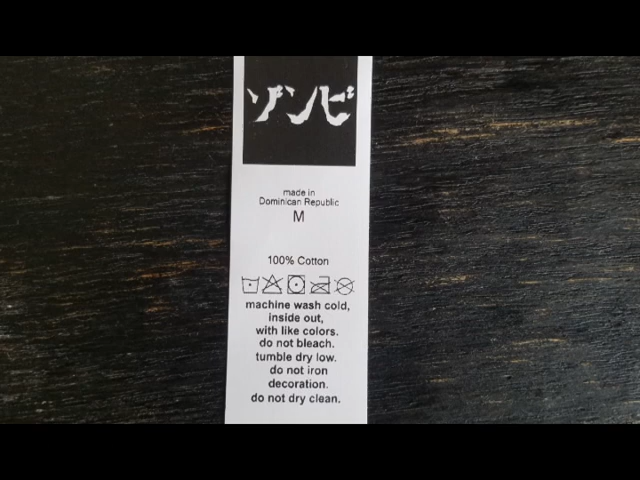 ゾンビ
made in
Dominican Republic
M
100% Cotton
machine wash cold,
inside out,
with like colors.
do not bleach.
tumble dry low.
do not iron
decoration.
do not dry clean.